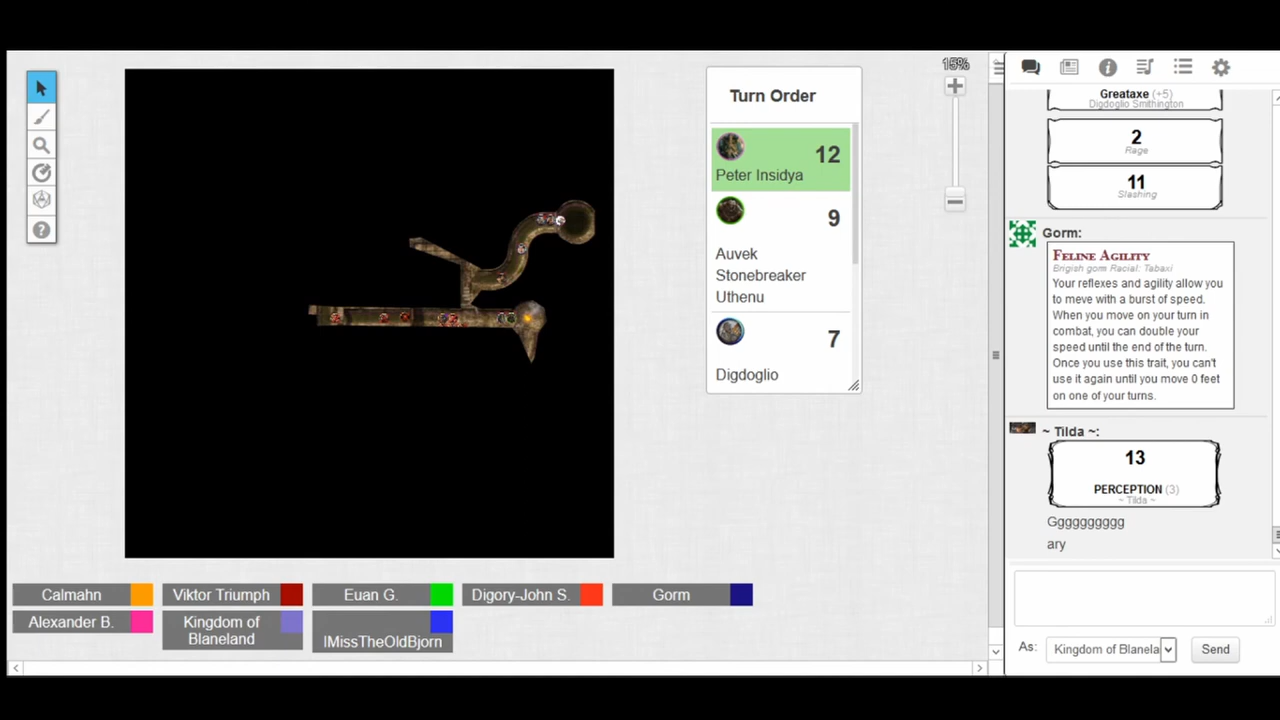 15%
Turn Order
Peter Insidya
12
Auvek
Stonebreaker
Uthenu
9
Digdoglio
7
Calmahn
Viktor Triumph
Euan G.
Digory-John S.
Gorm
Alexander B.
Kingdom of
Blaneland
IMissTheOldBjorn
Greataxe (+5)
Digdoglio Smithington
2
Rage
11
Slashing
Gorm:
Feline Agility
Brigish gorm Racial: Tabaxi
Your reflexes and agility allow you
to move with a burst of speed.
When you move on your turn in
combat, you can double your
speed until the end of the turn.
Once you use this trait, you can't
use it again until you move 0 feet
on one of your turns.
~ Tilda ~:
13
PERCEPTION (3)
~ Tilda ~
Gggggggggg
ary
As:
Kingdom of Blanela
Send